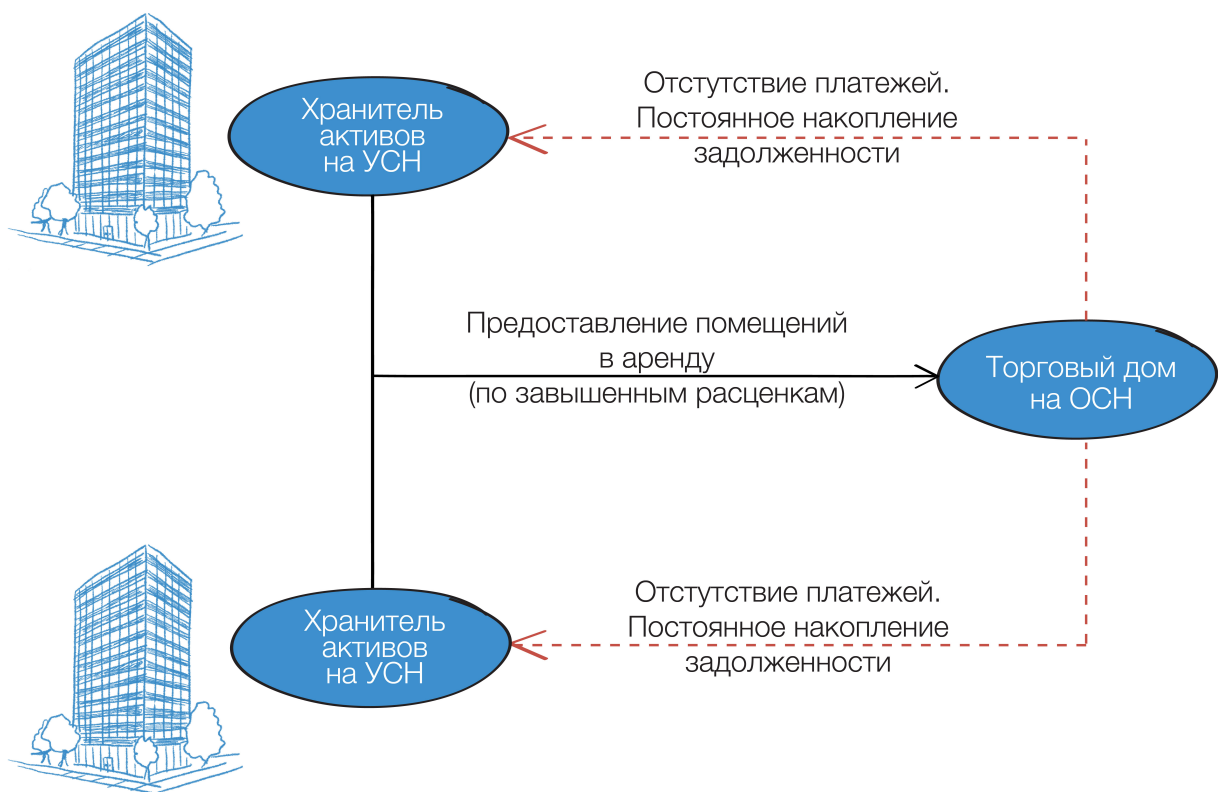 Хранитель
активов
на УСН
Отстутствие платежей.
Постоянное накопление
задолженности
Предоставление помещений
в аренду
(по завышенным расценкам)
Торговый дом
на ОСН
Хранитель
активов
на УСН
Отстутствие платежей.
Постоянное накопление
задолженности